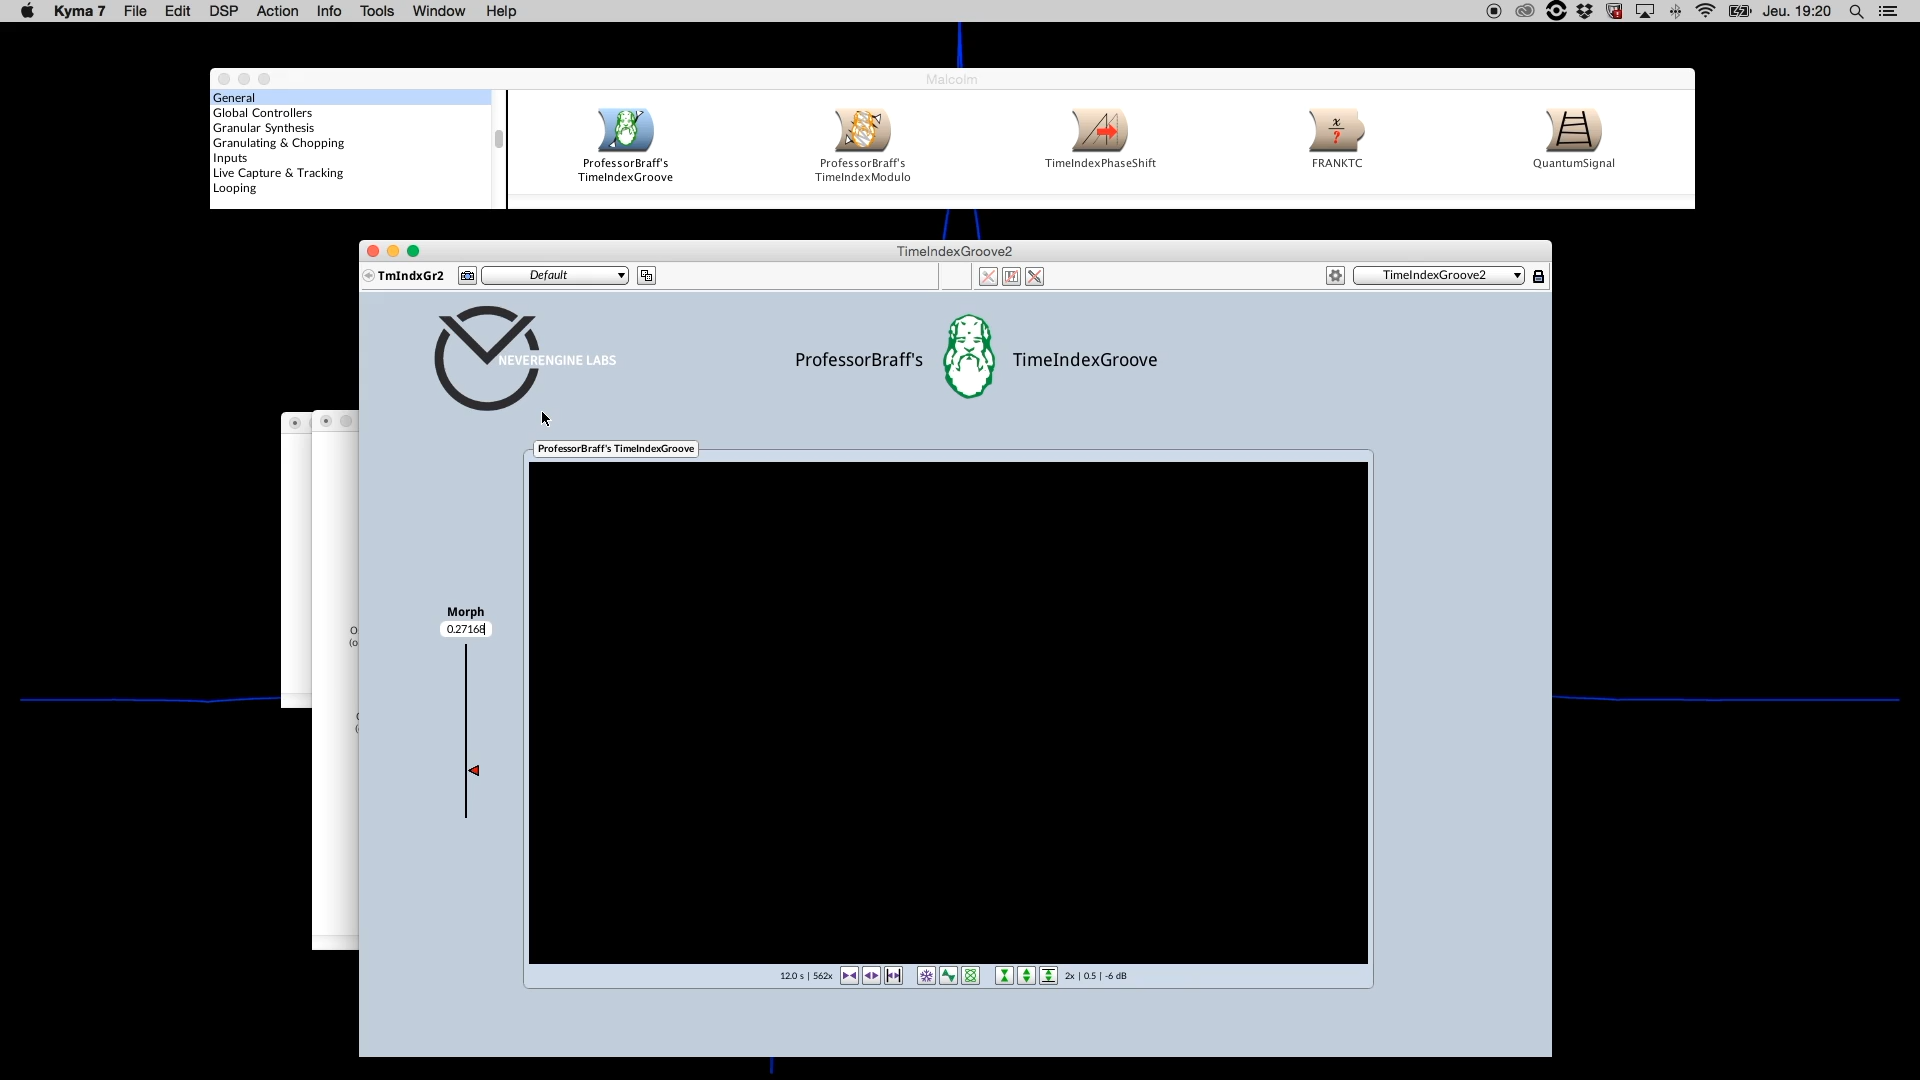 Kyma 7 File Edit DSP Action Info Tools Window Help
Jeu. 19:20
Malcolm
General
Global Controllers
Granular Synthesis
Granulating & Chopping
Inputs
Live Capture & Tracking
Looping
ProfessorBraff's
TimeIndexGroove
ProfessorBraff's
TimeIndexModulo
TimeIndexPhaseShift
FRANKTC
QuantumSignal
TimeIndexGroove2
TmIndxGr2
Default
TimeIndexGroove2
NEVERENGINE LABS
ProfessorBraff's
TimeIndexGroove
ProfessorBraff's TimeIndexGroove
Morph
0.27168
12.0 s | 562x
2x | 0.5 | -6 dB